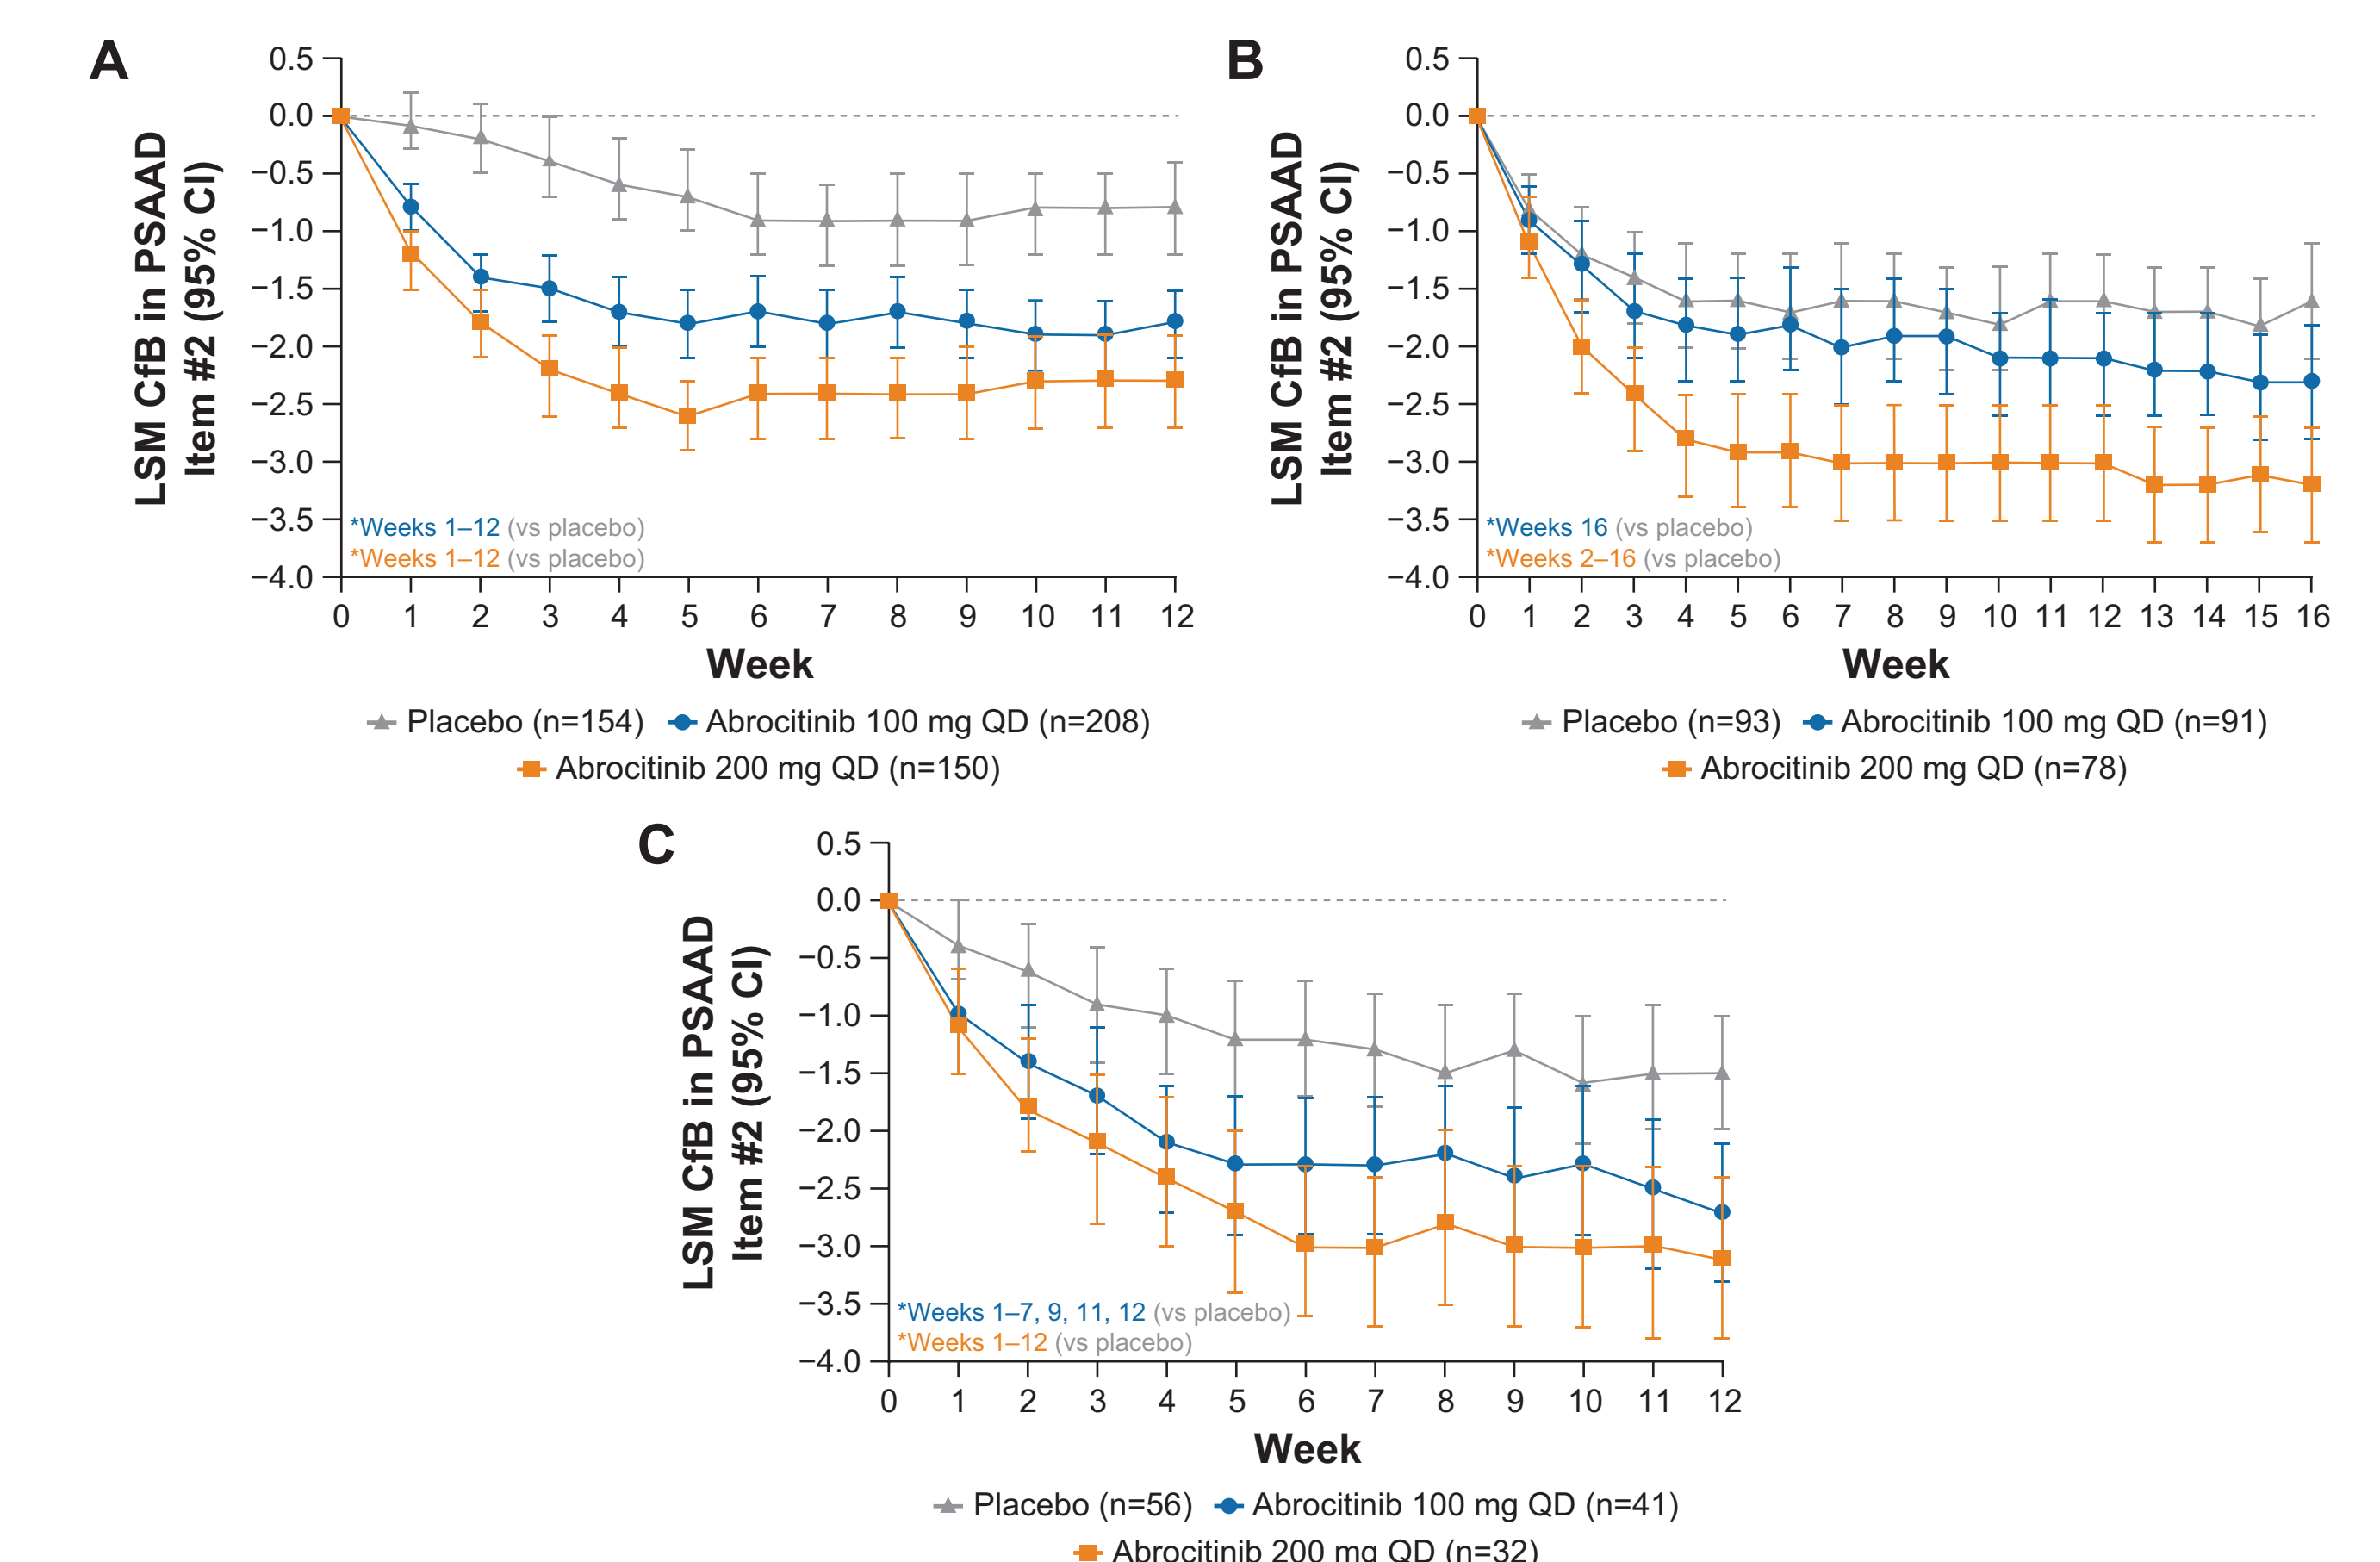 A
LSM CfB in PSAAD
Item #2 (95% CI)
0.5
0.0
−0.5
−1.0
−1.5
−2.0
−2.5
−3.0
−3.5
−4.0
*Weeks 1–12 (vs placebo)
*Weeks 1–12 (vs placebo)
0 1 2 3 4 5 6 7 8 9 10 11 12
Week
Placebo (n=154) Abrocitinib 100 mg QD (n=208)
Abrocitinib 200 mg QD (n=150)
B
LSM CfB in PSAAD
Item #2 (95% CI)
0.5
0.0
−0.5
−1.0
−1.5
−2.0
−2.5
−3.0
−3.5
−4.0
*Weeks 16 (vs placebo)
*Weeks 2–16 (vs placebo)
0 1 2 3 4 5 6 7 8 9 10 11 12 13 14 15 16
Week
Placebo (n=93) Abrocitinib 100 mg QD (n=91)
Abrocitinib 200 mg QD (n=78)
C
LSM CfB in PSAAD
Item #2 (95% CI)
0.5
0.0
−0.5
−1.0
−1.5
−2.0
−2.5
−3.0
−3.5
−4.0
*Weeks 1–7, 9, 11, 12 (vs placebo)
*Weeks 1–12 (vs placebo)
0 1 2 3 4 5 6 7 8 9 10 11 12
Week
Placebo (n=56) Abrocitinib 100 mg QD (n=41)
Abrocitinib 200 mg QD (n=32)